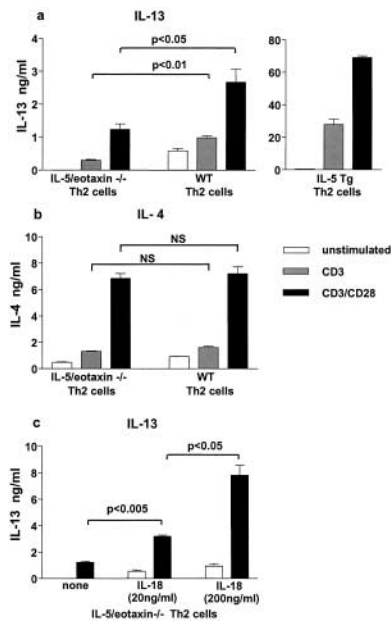 a IL-13
p<0.05
p<0.01
IL-13 ng/ml
4
3
2
1
0
80
60
40
20
0
IL-5/eotaxin -/-
Th2 cells
WT
Th2 cells
IL-5 Tg
Th2 cells
b IL- 4
NS
NS
IL-4 ng/ml
8
6
4
2
0
IL-5/eotaxin -/-
Th2 cells
WT
Th2 cells
unstimulated
CD3
CD3/CD28
c IL-13
p<0.05
p<0.005
IL-13 ng/ml
10
8
6
4
2
0
none
IL-18
(20ng/ml)
IL-18
(200ng/ml)
IL-5/eotaxin-/- Th2 cells